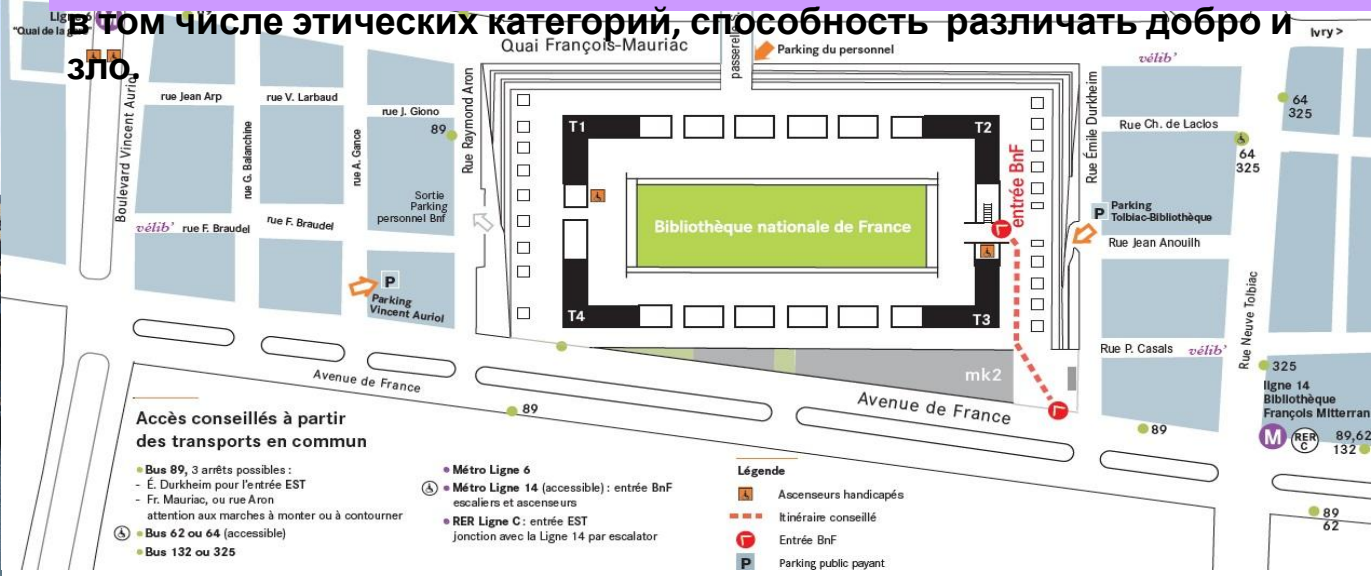 в том числе этических категорий, способность различать добро и
зло.
"Quai de la gare"
Quai François-Mauriac
passerelle
Parking du personnel
vélib'
Ivry >
rue Jean Arp
rue V. Larbaud
rue J. Giono
89
Boulevard Vincent Auriol
rue G. Balanchine
rue A. Gance
Rue Raymond Aron
Sortie
Parking
personnel Bnf
vélib' rue F. Braudel
rue F. Braudel
P
Parking
Vincent Auriol
T1
T2
T4
T3
Bibliothèque nationale de France
entrée BnF
Rue Émile Durkheim
Rue Ch. de Laclos
64
325
64
325
P Parking
Tolbiac-Bibliothèque
Rue Jean Anouilh
Rue Neuve Tolbiac
Rue P. Casals vélib'
mk2
Avenue de France
Avenue de France
89
89
325
ligne 14
Bibliothèque
François Mitterran
M RER C
89,62
132
89
62
Accès conseillés à partir
des transports en commun
Bus 89, 3 arrêts possibles :
- É. Durkheim pour l'entrée EST
- Fr. Mauriac, ou rue Aron
attention aux marches à monter ou à contourner
Bus 62 ou 64 (accessible)
Bus 132 ou 325
Métro Ligne 6
Métro Ligne 14 (accessible) : entrée BnF
escaliers et ascenseurs
RER Ligne C : entrée EST
jonction avec la Ligne 14 par escalator
Légende
Ascenseurs handicapés
Itinéraire conseillé
Entrée BnF
P Parking public payant